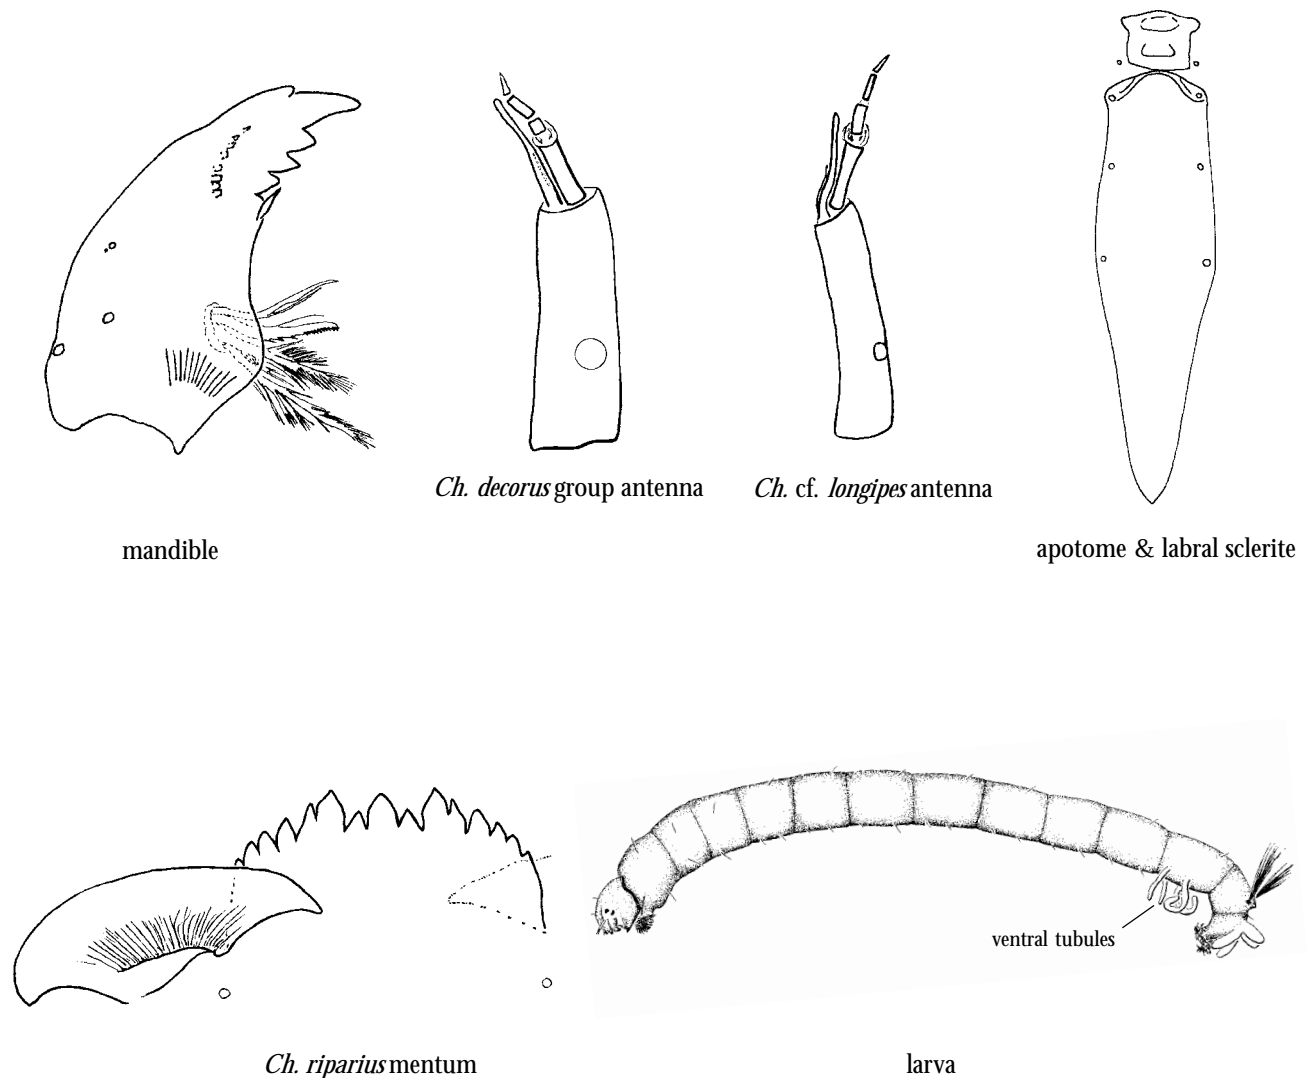 Ch. decorus group antenna
Ch. cf. longipes antenna
mandible
apotome & labral sclerite
ventral tubules
Ch. riparius mentum
larva